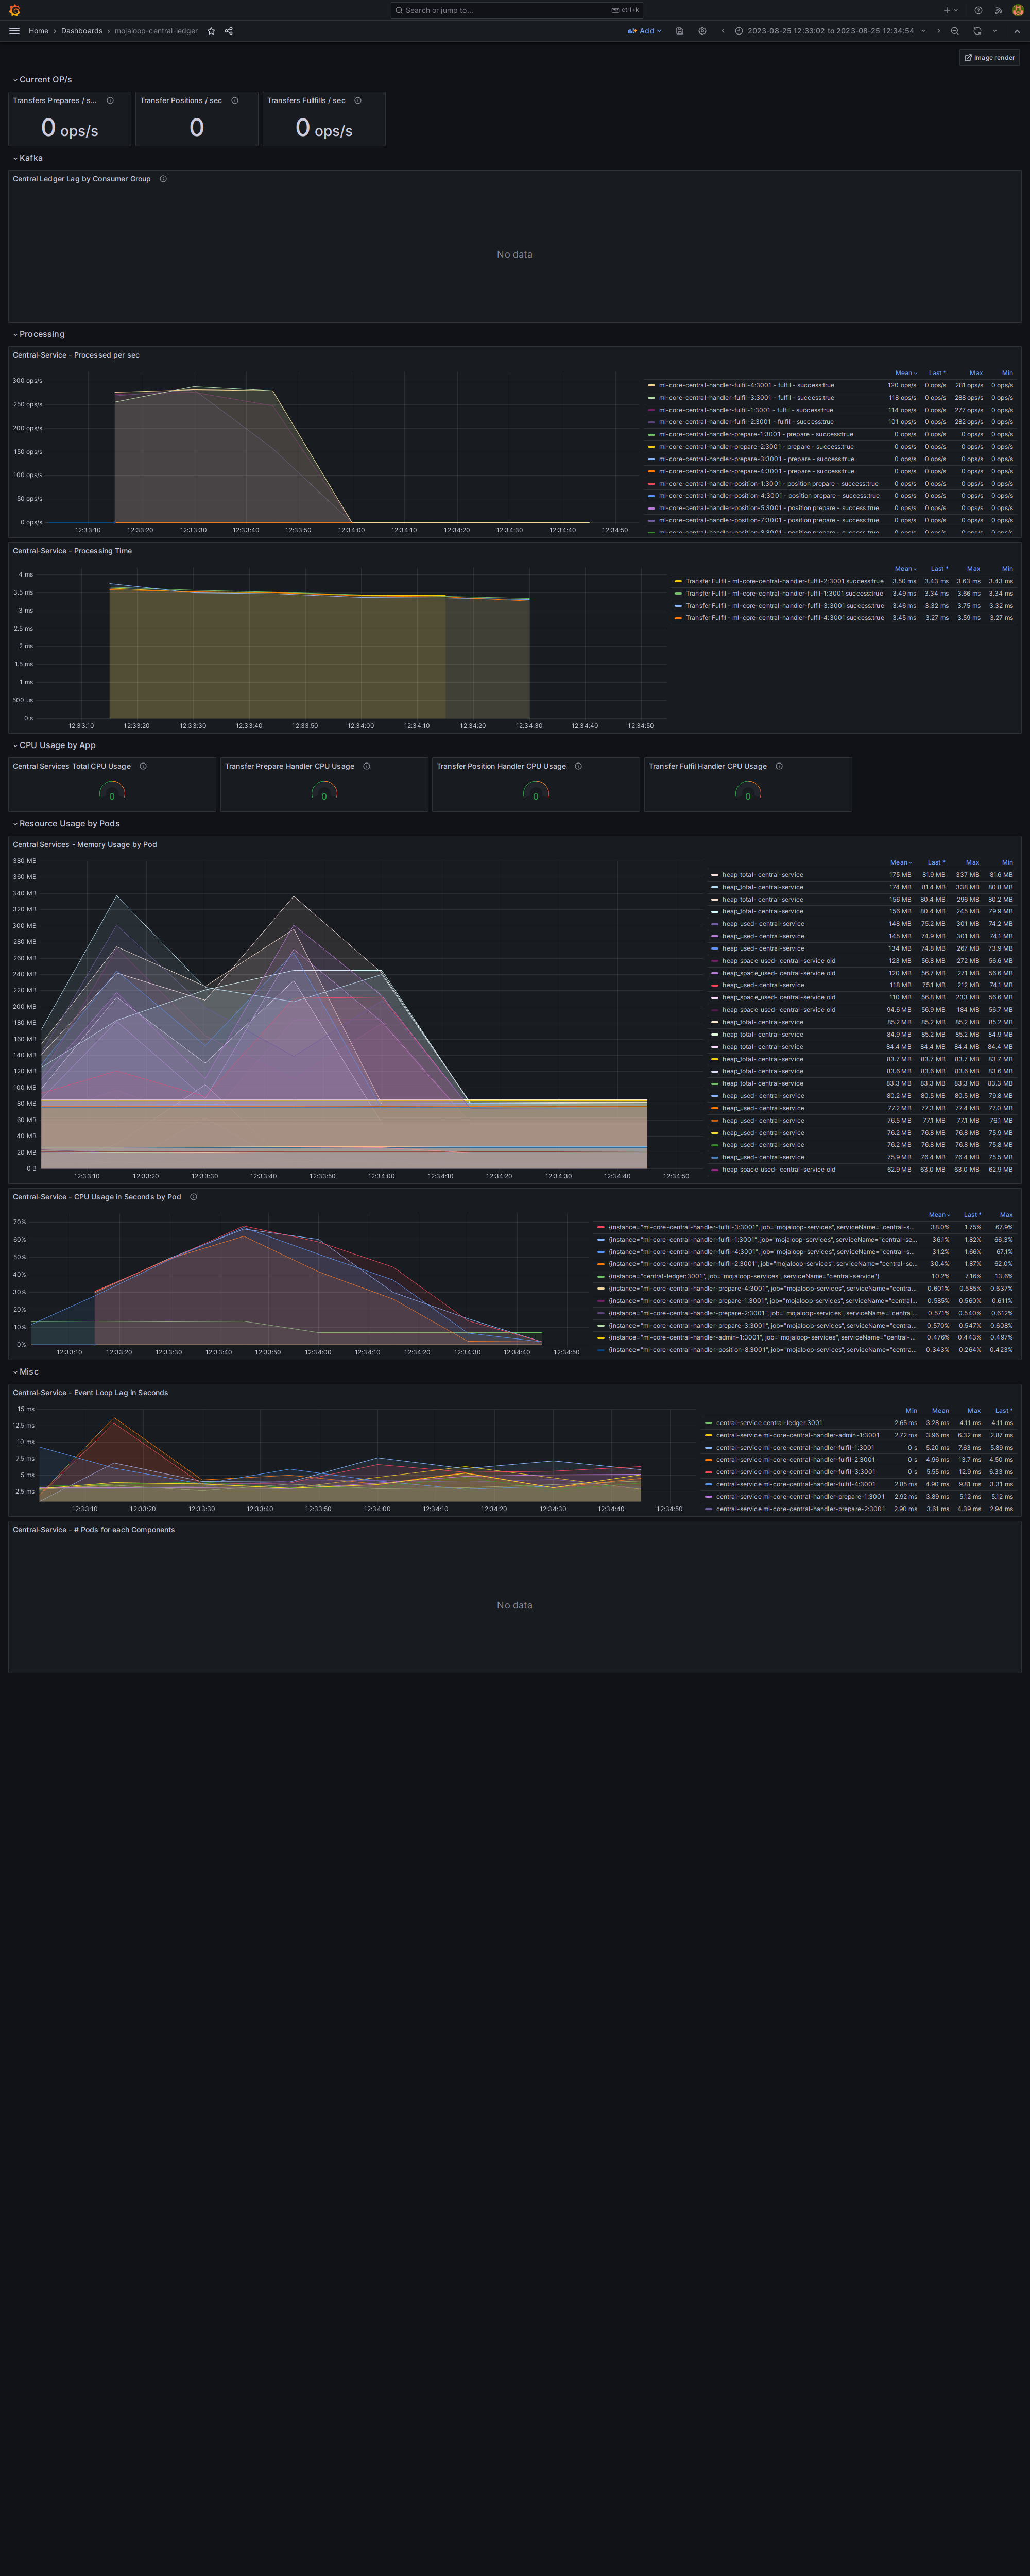 Search or jump to...
ctrl+k
Home › Dashboards › mojaloop-central-ledger
Add
2023-08-25 12:33:02 to 2023-08-25 12:34:54
Image render
Current OP/s
Transfers Prepares / s...
Transfer Positions / sec
Transfers Fullfills / sec
0 ops/s
0
0 ops/s
Kafka
Central Ledger Lag by Consumer Group
No data
Processing
Central-Service - Processed per sec
300 ops/s
250 ops/s
200 ops/s
150 ops/s
100 ops/s
50 ops/s
0 ops/s
12:33:10 12:33:20 12:33:30 12:33:40 12:33:50 12:34:00 12:34:10 12:34:20 12:34:30 12:34:40 12:34:50
Mean Last * Max Min
ml-core-central-handler-fulfil-4:3001 - fulfil - success:true 120 ops/s 0 ops/s 281 ops/s 0 ops/s
ml-core-central-handler-fulfil-3:3001 - fulfil - success:true 118 ops/s 0 ops/s 288 ops/s 0 ops/s
ml-core-central-handler-fulfil-1:3001 - fulfil - success:true 114 ops/s 0 ops/s 277 ops/s 0 ops/s
ml-core-central-handler-fulfil-2:3001 - fulfil - success:true 101 ops/s 0 ops/s 282 ops/s 0 ops/s
ml-core-central-handler-prepare-1:3001 - prepare - success:true 0 ops/s 0 ops/s 0 ops/s 0 ops/s
ml-core-central-handler-prepare-2:3001 - prepare - success:true 0 ops/s 0 ops/s 0 ops/s 0 ops/s
ml-core-central-handler-prepare-3:3001 - prepare - success:true 0 ops/s 0 ops/s 0 ops/s 0 ops/s
ml-core-central-handler-prepare-4:3001 - prepare - success:true 0 ops/s 0 ops/s 0 ops/s 0 ops/s
ml-core-central-handler-position-1:3001 - position prepare - success:true 0 ops/s 0 ops/s 0 ops/s 0 ops/s
ml-core-central-handler-position-4:3001 - position prepare - success:true 0 ops/s 0 ops/s 0 ops/s 0 ops/s
ml-core-central-handler-position-5:3001 - position prepare - success:true 0 ops/s 0 ops/s 0 ops/s 0 ops/s
ml-core-central-handler-position-7:3001 - position prepare - success:true 0 ops/s 0 ops/s 0 ops/s 0 ops/s
ml-core-central-handler-position-8:3001 - position prepare - success:true 0 ops/s 0 ops/s 0 ops/s 0 ops/s
Central-Service - Processing Time
4 ms
3.5 ms
3 ms
2.5 ms
2 ms
1.5 ms
1 ms
500 µs
0 s
12:33:10 12:33:20 12:33:30 12:33:40 12:33:50 12:34:00 12:34:10 12:34:20 12:34:30 12:34:40 12:34:50
Mean Last * Max Min
Transfer Fulfil - ml-core-central-handler-fulfil-2:3001 success:true 3.50 ms 3.43 ms 3.63 ms 3.43 ms
Transfer Fulfil - ml-core-central-handler-fulfil-1:3001 success:true 3.49 ms 3.34 ms 3.66 ms 3.34 ms
Transfer Fulfil - ml-core-central-handler-fulfil-3:3001 success:true 3.46 ms 3.32 ms 3.75 ms 3.32 ms
Transfer Fulfil - ml-core-central-handler-fulfil-4:3001 success:true 3.45 ms 3.27 ms 3.59 ms 3.27 ms
CPU Usage by App
Central Services Total CPU Usage
Transfer Prepare Handler CPU Usage
Transfer Position Handler CPU Usage
Transfer Fulfil Handler CPU Usage
0
0
0
0
Resource Usage by Pods
Central Services - Memory Usage by Pod
380 MB
360 MB
340 MB
320 MB
300 MB
280 MB
260 MB
240 MB
220 MB
200 MB
180 MB
160 MB
140 MB
120 MB
100 MB
80 MB
60 MB
40 MB
20 MB
0 B
12:33:10 12:33:20 12:33:30 12:33:40 12:33:50 12:34:00 12:34:10 12:34:20 12:34:30 12:34:40 12:34:50
Mean Last * Max Min
heap_total- central-service 175 MB 81.9 MB 337 MB 81.6 MB
heap_total- central-service 174 MB 81.4 MB 338 MB 80.8 MB
heap_total- central-service 156 MB 80.4 MB 296 MB 80.2 MB
heap_total- central-service 156 MB 80.4 MB 245 MB 79.9 MB
heap_used- central-service 148 MB 75.2 MB 301 MB 74.2 MB
heap_used- central-service 145 MB 74.9 MB 301 MB 74.1 MB
heap_used- central-service 134 MB 74.8 MB 267 MB 73.9 MB
heap_space_used- central-service old 123 MB 56.8 MB 272 MB 56.6 MB
heap_space_used- central-service old 120 MB 56.7 MB 271 MB 56.6 MB
heap_used- central-service 118 MB 75.1 MB 212 MB 74.1 MB
heap_space_used- central-service old 110 MB 56.8 MB 233 MB 56.6 MB
heap_space_used- central-service old 94.6 MB 56.9 MB 184 MB 56.7 MB
heap_total- central-service 85.2 MB 85.2 MB 85.2 MB 85.2 MB
heap_total- central-service 84.9 MB 85.2 MB 85.2 MB 84.9 MB
heap_total- central-service 84.4 MB 84.4 MB 84.4 MB 84.4 MB
heap_total- central-service 83.7 MB 83.7 MB 83.7 MB 83.7 MB
heap_total- central-service 83.6 MB 83.6 MB 83.6 MB 83.6 MB
heap_total- central-service 83.3 MB 83.3 MB 83.3 MB 83.3 MB
heap_used- central-service 80.2 MB 80.5 MB 80.5 MB 79.8 MB
heap_used- central-service 77.2 MB 77.3 MB 77.4 MB 77.0 MB
heap_used- central-service 76.5 MB 77.1 MB 77.1 MB 76.1 MB
heap_used- central-service 76.2 MB 76.8 MB 76.8 MB 75.9 MB
heap_used- central-service 76.2 MB 76.8 MB 76.8 MB 75.8 MB
heap_used- central-service 75.9 MB 76.4 MB 76.4 MB 75.5 MB
heap_space_used- central-service old 62.9 MB 63.0 MB 63.0 MB 62.9 MB
Central-Service - CPU Usage in Seconds by Pod
70%
60%
50%
40%
30%
20%
10%
0%
12:33:10 12:33:20 12:33:30 12:33:40 12:33:50 12:34:00 12:34:10 12:34:20 12:34:30 12:34:40 12:34:50
Mean Last * Max
{instance="ml-core-central-handler-fulfil-3:3001", job="mojaloop-services", serviceName="central-s... 38.0% 1.75% 67.9%
{instance="ml-core-central-handler-fulfil-1:3001", job="mojaloop-services", serviceName="central-se... 36.1% 1.82% 66.3%
{instance="ml-core-central-handler-fulfil-4:3001", job="mojaloop-services", serviceName="central-s... 31.2% 1.66% 67.1%
{instance="ml-core-central-handler-fulfil-2:3001", job="mojaloop-services", serviceName="central-se... 30.4% 1.87% 62.0%
{instance="central-ledger:3001", job="mojaloop-services", serviceName="central-service"} 10.2% 7.16% 13.6%
{instance="ml-core-central-handler-prepare-4:3001", job="mojaloop-services", serviceName="centra... 0.601% 0.585% 0.637%
{instance="ml-core-central-handler-prepare-1:3001", job="mojaloop-services", serviceName="central... 0.585% 0.560% 0.611%
{instance="ml-core-central-handler-prepare-2:3001", job="mojaloop-services", serviceName="central... 0.571% 0.540% 0.612%
{instance="ml-core-central-handler-prepare-3:3001", job="mojaloop-services", serviceName="centra... 0.570% 0.547% 0.608%
{instance="ml-core-central-handler-admin-1:3001", job="mojaloop-services", serviceName="central-... 0.476% 0.443% 0.497%
{instance="ml-core-central-handler-position-8:3001", job="mojaloop-services", serviceName="centra... 0.343% 0.264% 0.423%
Misc
Central-Service - Event Loop Lag in Seconds
15 ms
12.5 ms
10 ms
7.5 ms
5 ms
2.5 ms
12:33:10 12:33:20 12:33:30 12:33:40 12:33:50 12:34:00 12:34:10 12:34:20 12:34:30 12:34:40 12:34:50
Min Mean Max Last *
central-service central-ledger:3001 2.65 ms 3.28 ms 4.11 ms 4.11 ms
central-service ml-core-central-handler-admin-1:3001 2.72 ms 3.96 ms 6.32 ms 2.87 ms
central-service ml-core-central-handler-fulfil-1:3001 0 s 5.20 ms 7.63 ms 5.89 ms
central-service ml-core-central-handler-fulfil-2:3001 0 s 4.96 ms 13.7 ms 4.50 ms
central-service ml-core-central-handler-fulfil-3:3001 0 s 5.55 ms 12.9 ms 6.33 ms
central-service ml-core-central-handler-fulfil-4:3001 2.85 ms 4.90 ms 9.81 ms 3.31 ms
central-service ml-core-central-handler-prepare-1:3001 2.92 ms 3.89 ms 5.12 ms 5.12 ms
central-service ml-core-central-handler-prepare-2:3001 2.90 ms 3.61 ms 4.39 ms 2.94 ms
Central-Service - # Pods for each Components
No data